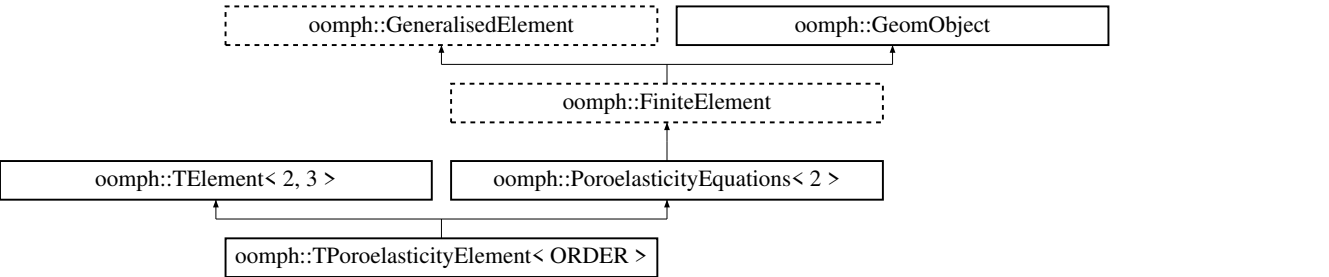 oomph::GeneralisedElement
oomph::GeomObject
oomph::FiniteElement
oomph::TElement< 2, 3 >
oomph::PoroelasticityEquations< 2 >
oomph::TPoroelasticityElement< ORDER >